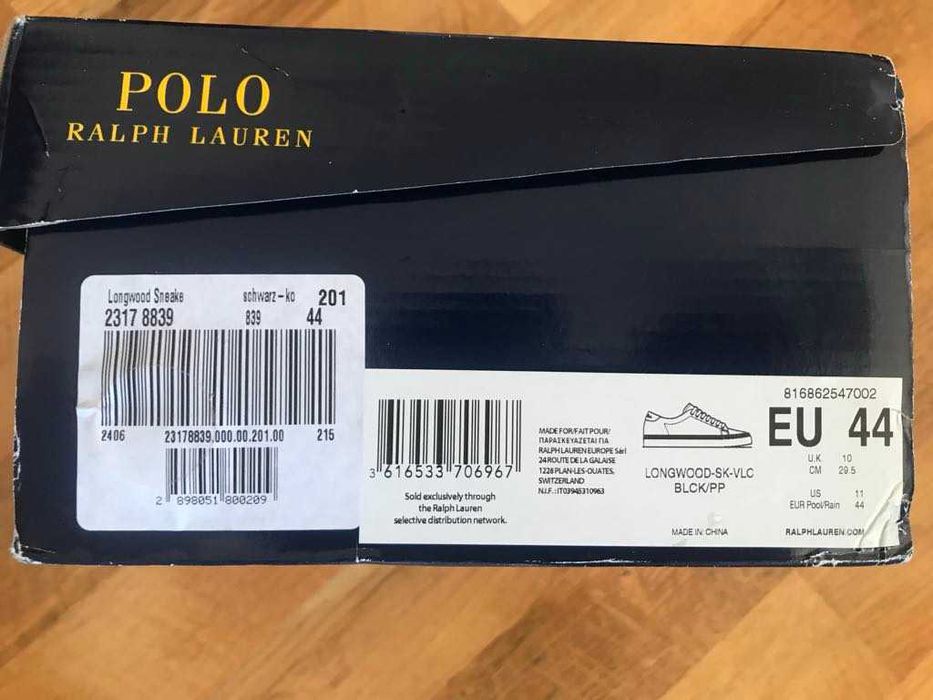 POLO
RALPH LAUREN
Longwood Sneake schwarz-ko 201
2317 8839 839 44
2406 23178839,000.00.201.00 215
2 898051 800209
3 616533 706967
Sold exclusively through
the Ralph Lauren
selective distribution network.
MADE FOR/FAIT POUR/
ΠΑΡΑΣΚΕΥΑΖΕΤΑΙ ΓΙΑ
RALPH LAUREN EUROPE Sàrl
24 ROUTE DE LA GALAISE
1228 PLAN-LES-OUATES,
SWITZERLAND
N.I.F.:IT03945310963
LONGWOOD-SK-VLC
BLCK/PP
MADE IN CHINA
816862547002
EU 44
U.K 10
CM 29.5
US 11
EUR Pool/Rain 44
RALPHLAUREN.COM